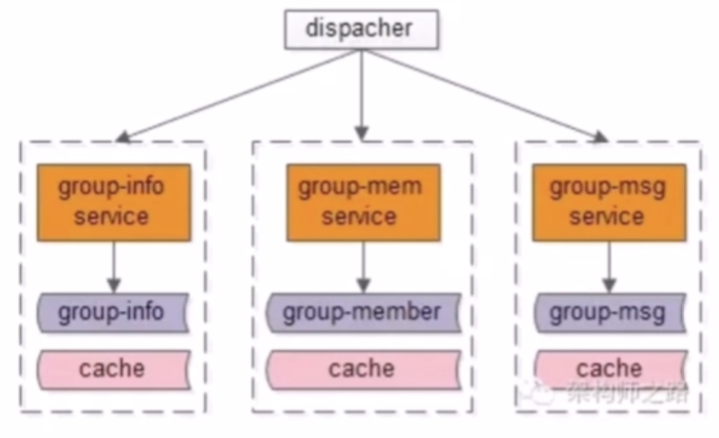 dispacher
group-info
service
group-mem
service
group-msg
service
group-info
group-member
group-msg
cache
cache
cache
架构师之路